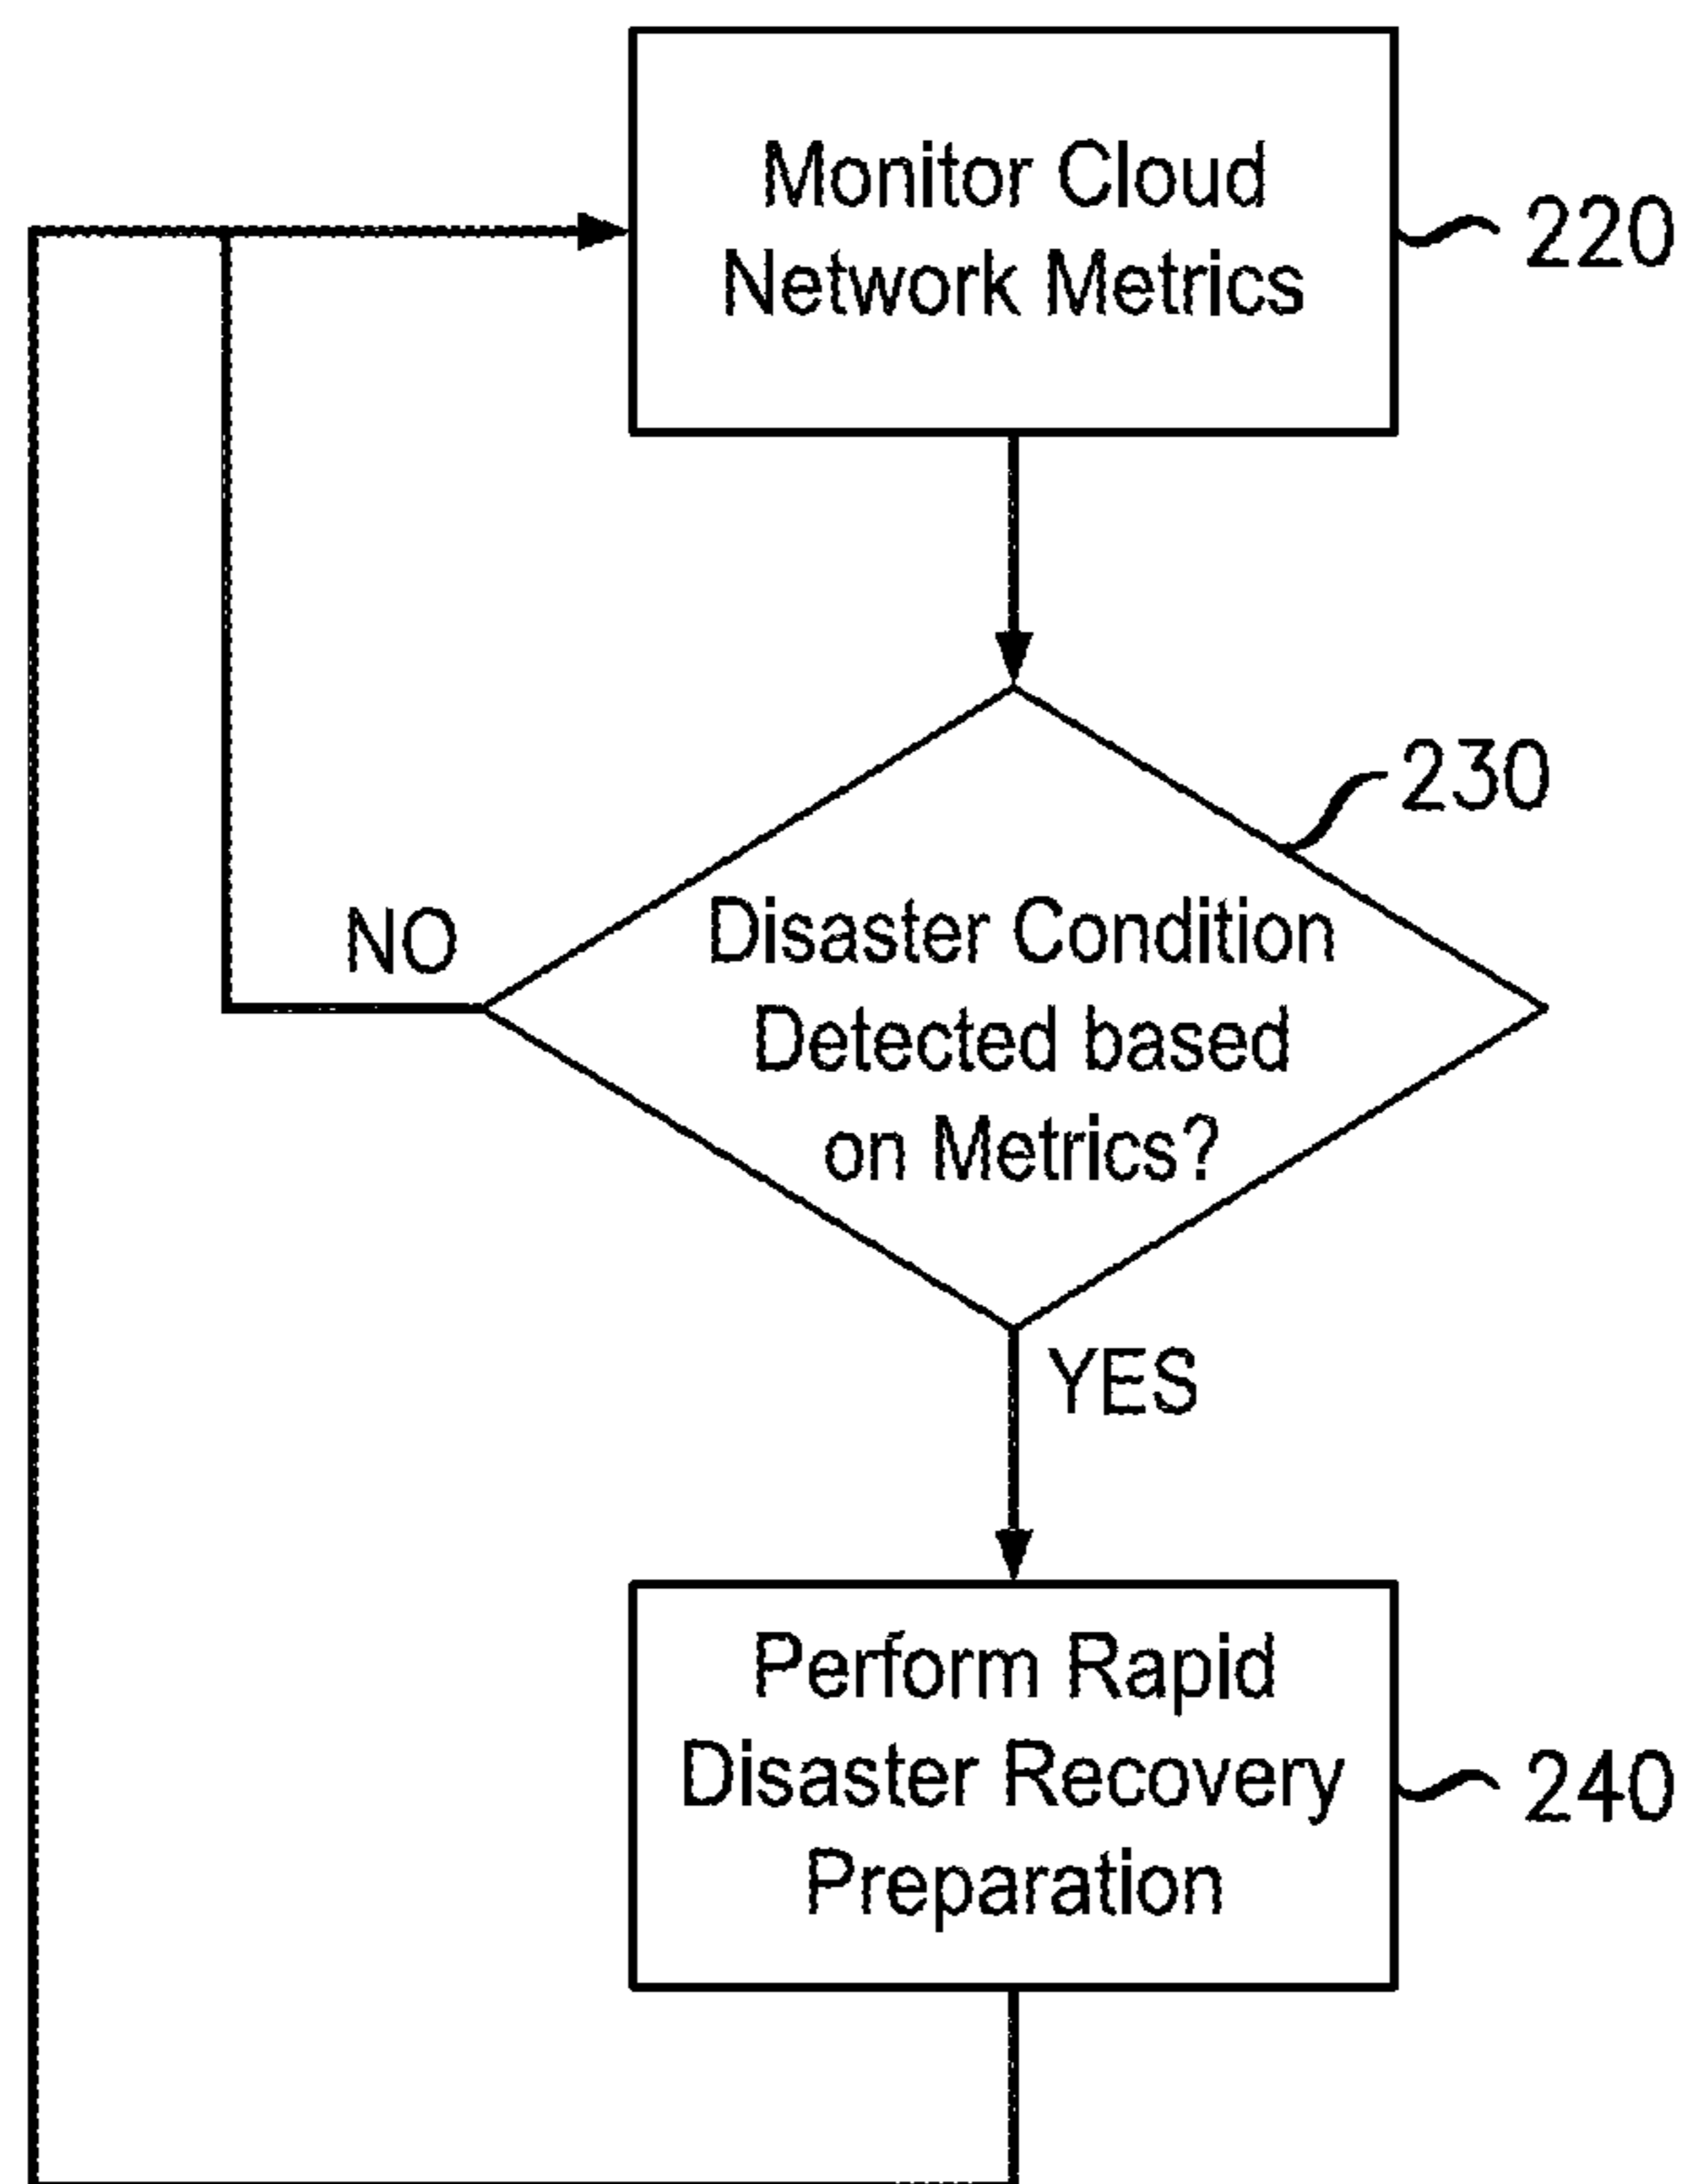 Monitor Cloud
Network Metrics
220
230
NO
Disaster Condition
Detected based
on Metrics?
YES
Perform Rapid
Disaster Recovery
Preparation
240